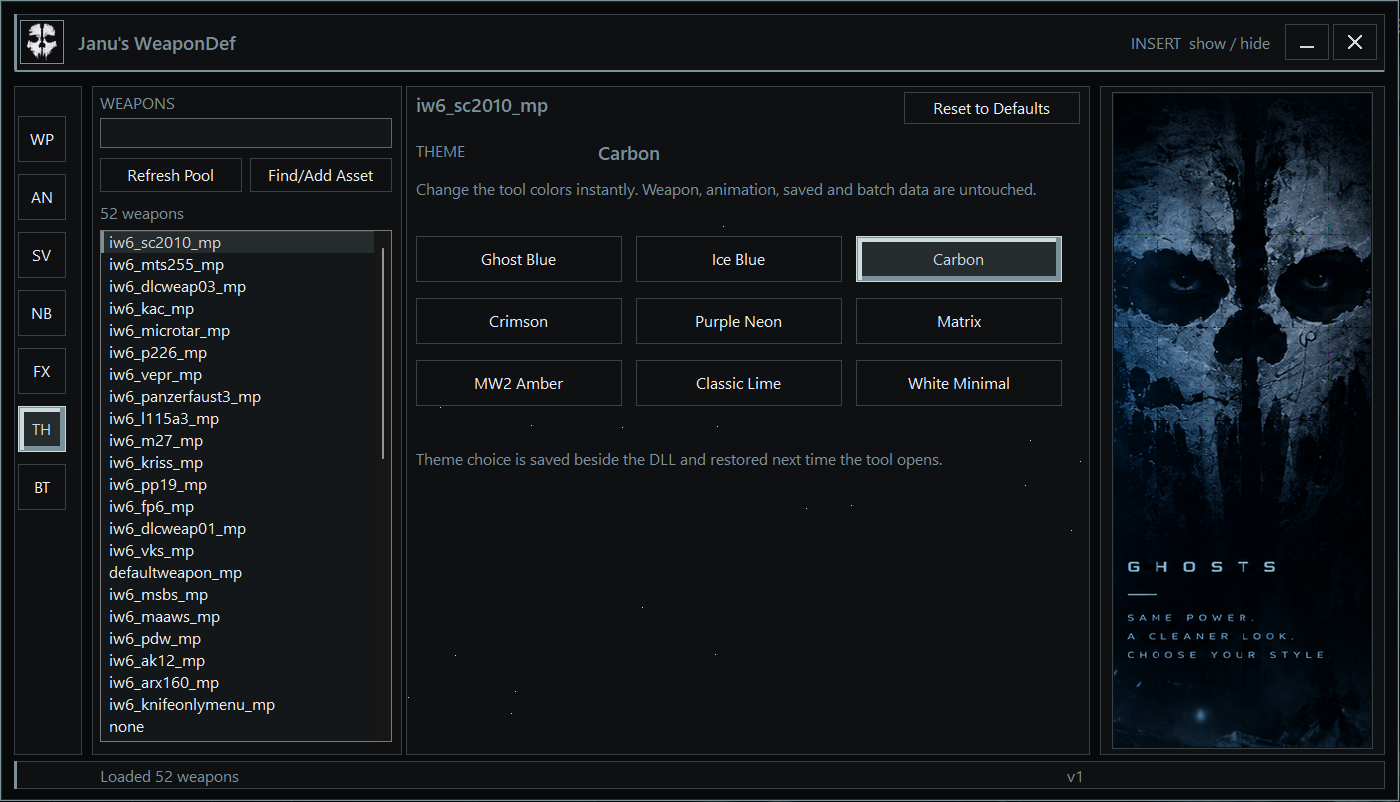 Janu's WeaponDef
INSERT show / hide
WP
AN
SV
NB
FX
TH
BT
WEAPONS
Refresh Pool
Find/Add Asset
52 weapons
iw6_sc2010_mp
iw6_mts255_mp
iw6_dlcweap03_mp
iw6_kac_mp
iw6_microtar_mp
iw6_p226_mp
iw6_vepr_mp
iw6_panzerfaust3_mp
iw6_l115a3_mp
iw6_m27_mp
iw6_kriss_mp
iw6_pp19_mp
iw6_fp6_mp
iw6_dlcweap01_mp
iw6_vks_mp
defaultweapon_mp
iw6_msbs_mp
iw6_maaws_mp
iw6_pdw_mp
iw6_ak12_mp
iw6_arx160_mp
iw6_knifeonlymenu_mp
none
iw6_sc2010_mp
Reset to Defaults
THEME
Carbon
Change the tool colors instantly. Weapon, animation, saved and batch data are untouched.
Ghost Blue
Ice Blue
Carbon
Crimson
Purple Neon
Matrix
MW2 Amber
Classic Lime
White Minimal
Theme choice is saved beside the DLL and restored next time the tool opens.
GHOSTS
SAME POWER.
A CLEANER LOOK.
CHOOSE YOUR STYLE.
Loaded 52 weapons
v1